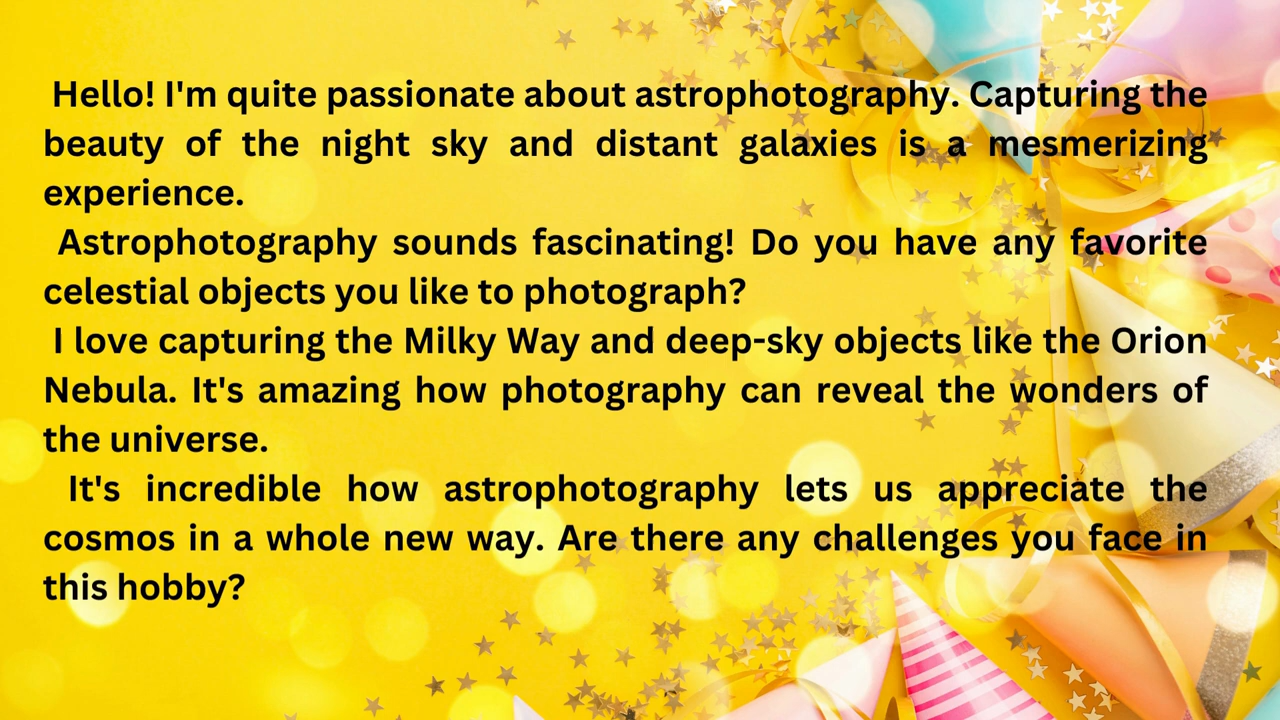 Hello! I'm quite passionate about astrophotography. Capturing the
beauty of the night sky and distant galaxies is a mesmerizing
experience.
Astrophotography sounds fascinating! Do you have any favorite
celestial objects you like to photograph?
I love capturing the Milky Way and deep-sky objects like the Orion
Nebula. It's amazing how photography can reveal the wonders of
the universe.
It's incredible how astrophotography lets us appreciate the
cosmos in a whole new way. Are there any challenges you face in
this hobby?